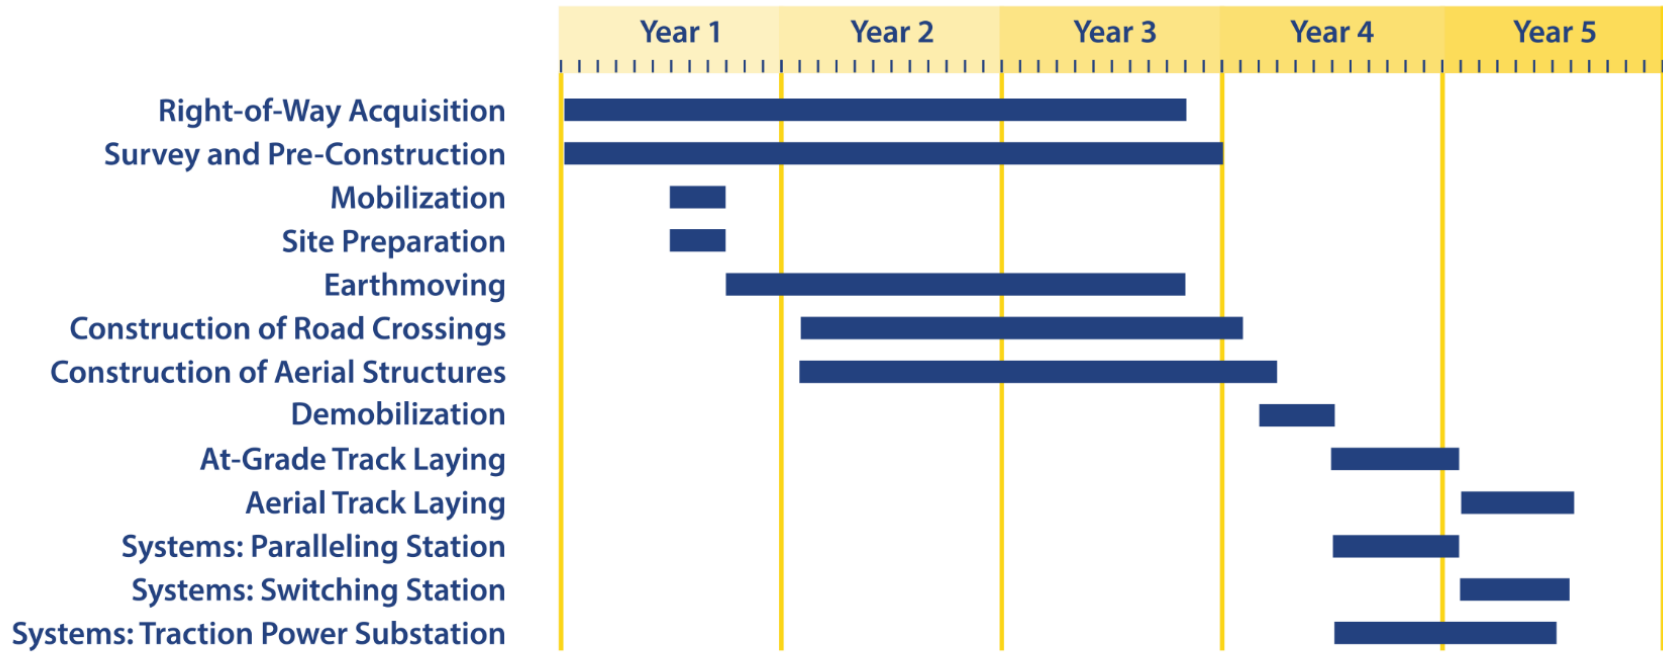 Year 1 Year 2 Year 3 Year 4 Year 5
Right-of-Way Acquisition
Survey and Pre-Construction
Mobilization
Site Preparation
Earthmoving
Construction of Road Crossings
Construction of Aerial Structures
Demobilization
At-Grade Track Laying
Aerial Track Laying
Systems: Paralleling Station
Systems: Switching Station
Systems: Traction Power Substation